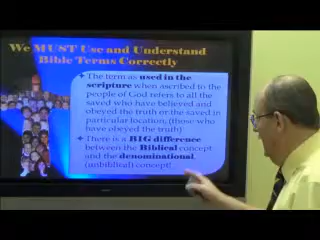 We MUST Use and Understand
Bible Terms Correctly
The term as used in the
scripture when ascribed to the
people of God refers to all the
saved who have believed and
obeyed the truth or the saved in
particular location, (those who
have obeyed the truth)
There is a BIG difference
between the Biblical concept
and the denominational,
(unbiblical) concept!